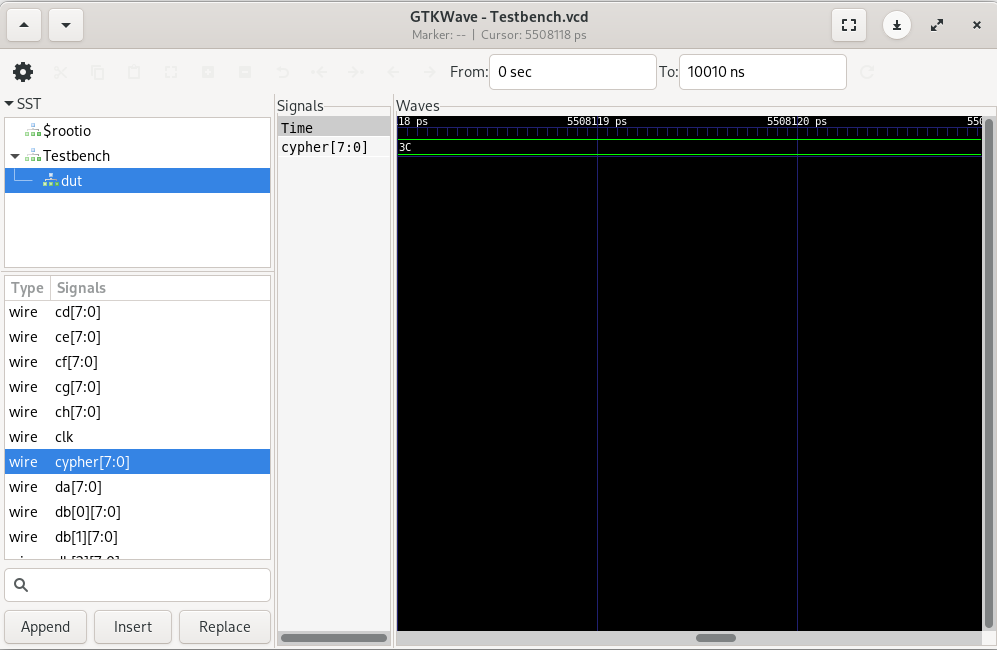 GTKWave - Testbench.vcd
Marker: -- | Cursor: 5508118 ps
From: 0 sec To: 10010 ns
SST
$rootio
Testbench
dut
Type Signals
wire cd[7:0]
wire ce[7:0]
wire cf[7:0]
wire cg[7:0]
wire ch[7:0]
wire clk
wire cypher[7:0]
wire da[7:0]
wire db[0][7:0]
wire db[1][7:0]
Append Insert Replace
Signals
Time
cypher[7:0]
Waves
18 ps 5508119 ps 5508120 ps 550
3C